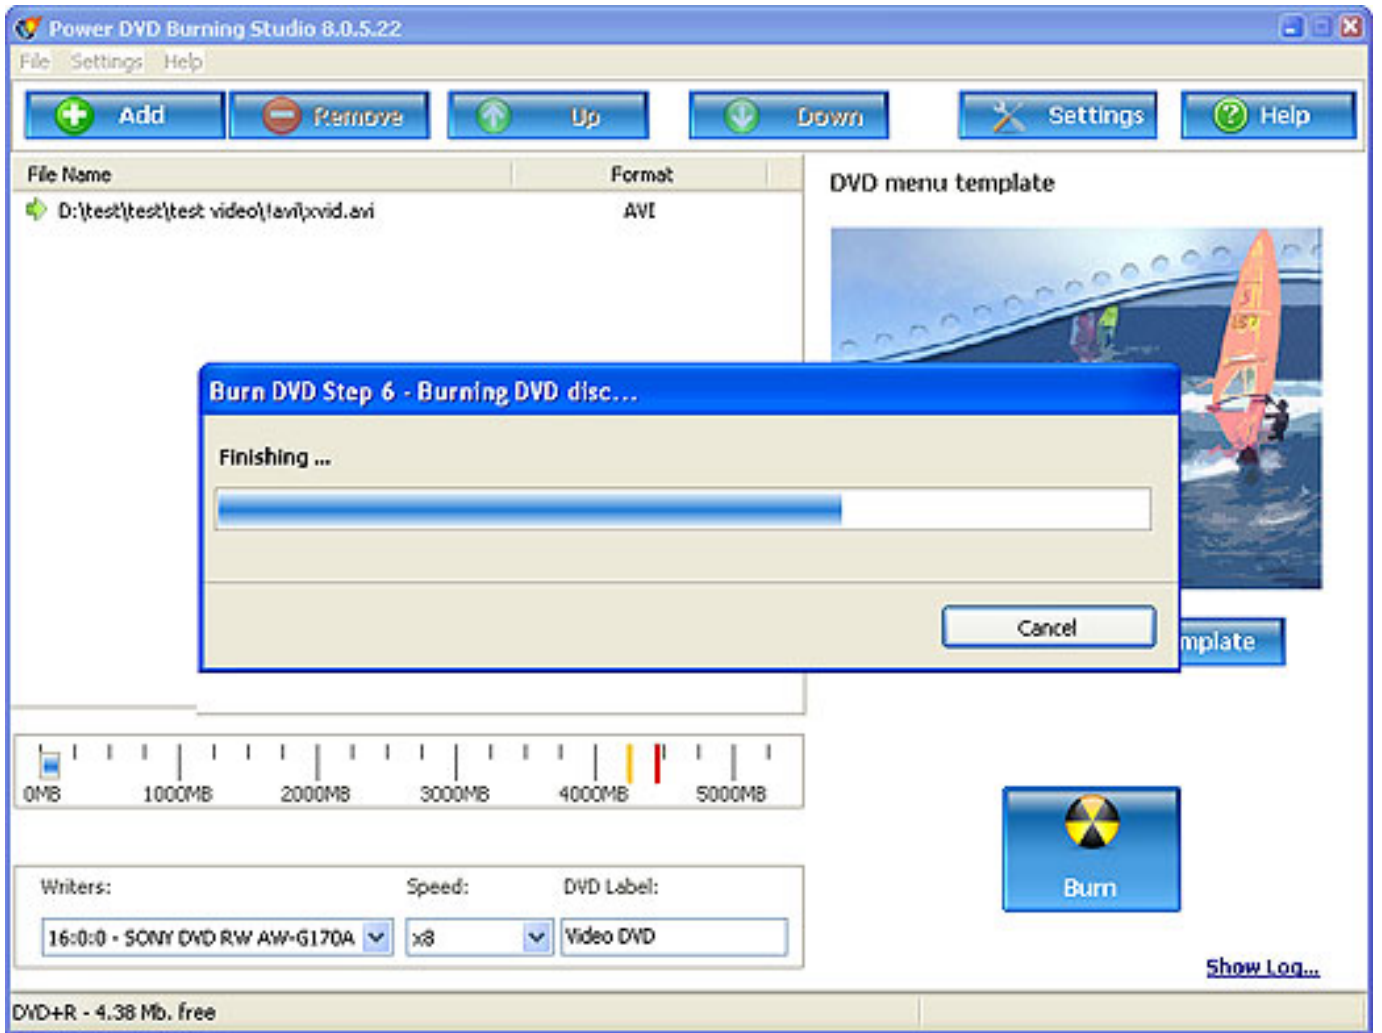 Power DVD Burning Studio 8.0.5.22
File Settings Help
Add Remove Up Down Settings Help
File Name Format
D:\test\test\test video\!avi\xvid.avi AVI
DVD menu template
Burn DVD Step 6 - Burning DVD disc...
Finishing ...
Cancel
mplate
0MB 1000MB 2000MB 3000MB 4000MB 5000MB
Burn
Writers: Speed: DVD Label:
16:0:0 - SONY DVD RW AW-G170A x8 Video DVD
Show Log...
DVD+R - 4.38 Mb. free